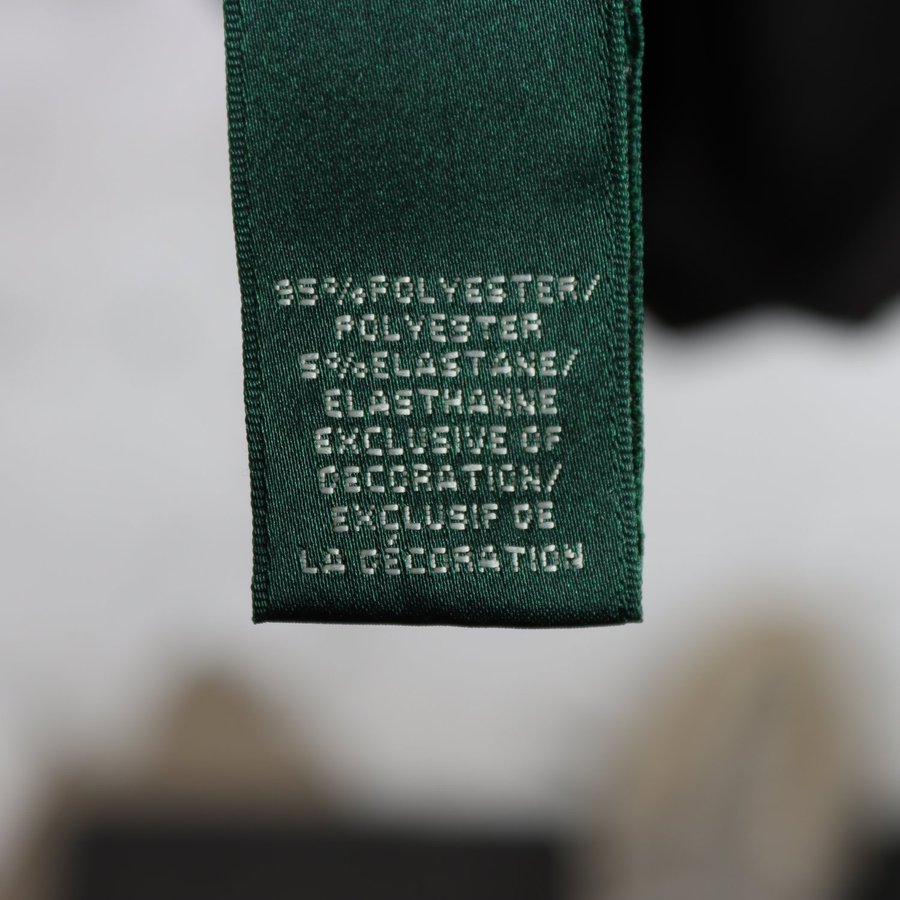 95%POLYESTER/
POLYESTER
5%ELASTANE/
ELASTHANNE
EXCLUSIVE OF
DECORATION/
EXCLUSIF DE
LA DÉCORATION